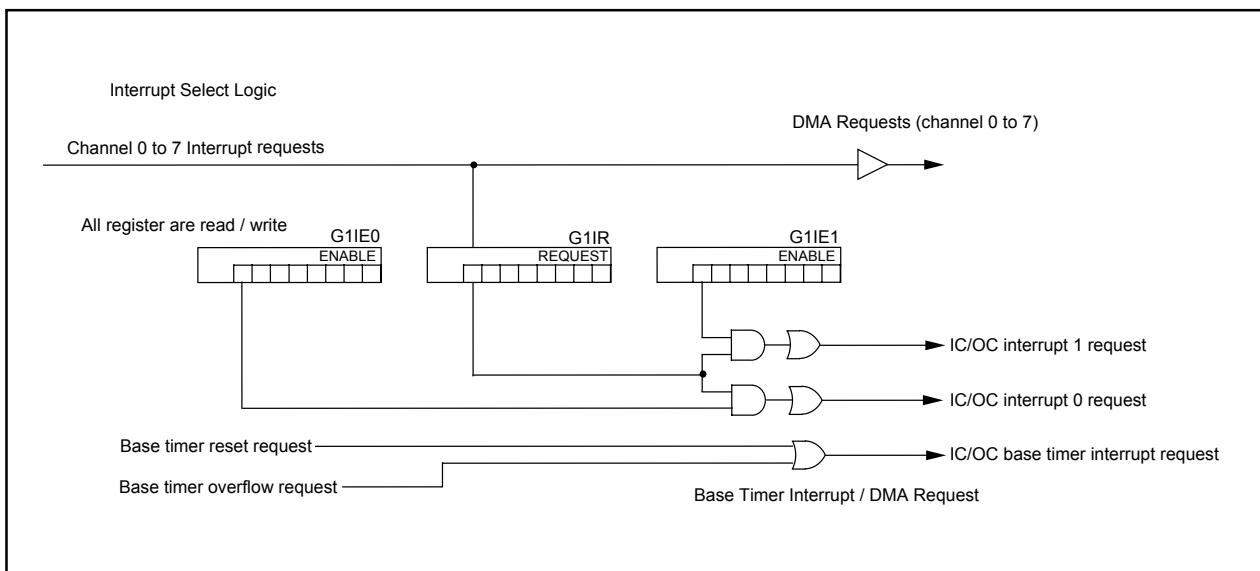 Interrupt Select Logic
DMA Requests (channel 0 to 7)
Channel 0 to 7 Interrupt requests
All register are read / write
G1IE0
ENABLE
G1IR
REQUEST
G1IE1
ENABLE
IC/OC interrupt 1 request
IC/OC interrupt 0 request
Base timer reset request
IC/OC base timer interrupt request
Base timer overflow request
Base Timer Interrupt / DMA Request